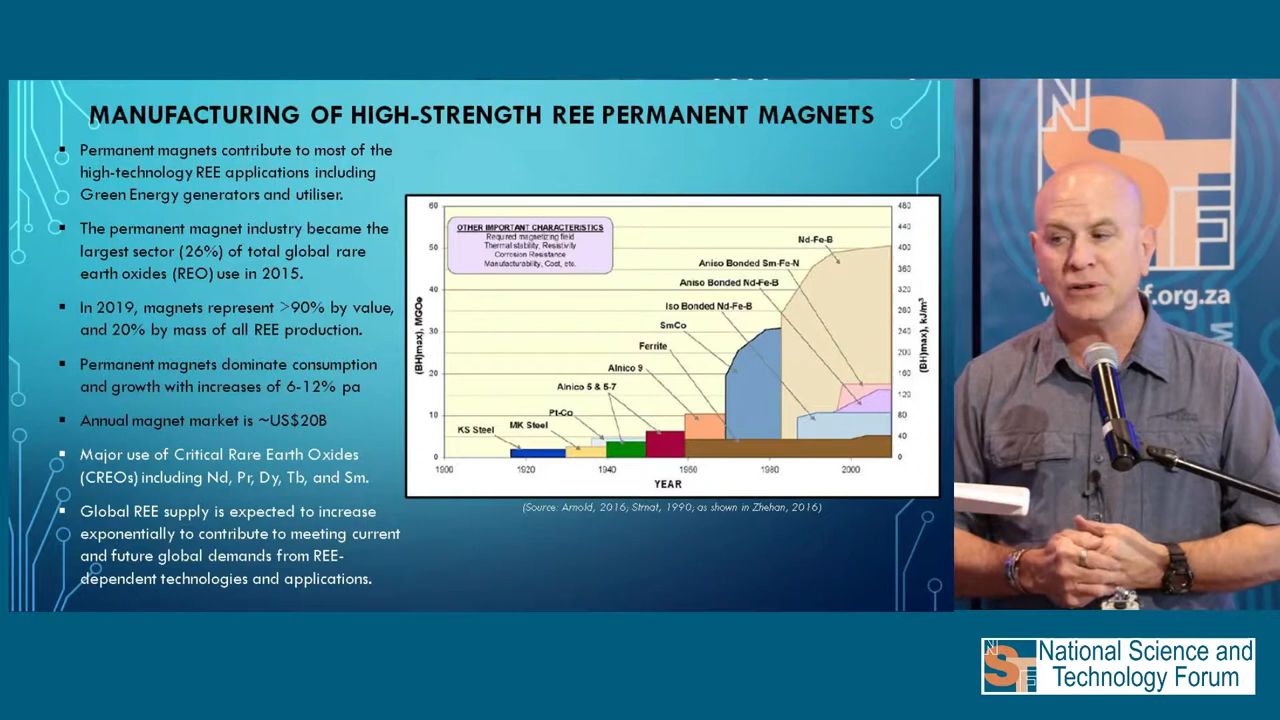 MANUFACTURING OF HIGH-STRENGTH REE PERMANENT MAGNETS
▪ Permanent magnets contribute to most of the
high-technology REE applications including
Green Energy generators and utiliser.
▪ The permanent magnet industry became the
largest sector (26%) of total global rare
earth oxides (REO) use in 2015.
▪ In 2019, magnets represent >90% by value,
and 20% by mass of all REE production.
▪ Permanent magnets dominate consumption
and growth with increases of 6-12% pa
▪ Annual magnet market is ~US$20B
▪ Major use of Critical Rare Earth Oxides
(CREOs) including Nd, Pr, Dy, Tb, and Sm.
▪ Global REE supply is expected to increase
exponentially to contribute to meeting current
and future global demands from REE-
dependent technologies and applications.
OTHER IMPORTANT CHARACTERISTICS
Required magnetizing field
Thermal stability, Resistivity
Corrosion Resistance
Manufacturability, Cost, etc.
(BH)max), MGOe
60
50
40
30
20
10
0
KS Steel
MK Steel
Pt-Co
Alnico 5 & 5-7
Alnico 9
Ferrite
SmCo
Iso Bonded Nd-Fe-B
Aniso Bonded Nd-Fe-B
Aniso Bonded Sm-Fe-N
Nd-Fe-B
480
440
400
360
320
280
240
200
160
120
80
40
0
(BH)max), kJ/m³
1900 1920 1940 1960 1980 2000
YEAR
(Source: Arnold, 2016; Strnat, 1990; as shown in Zhehan, 2016)
NSTF
f.org.za
NSTF
National Science and
Technology Forum